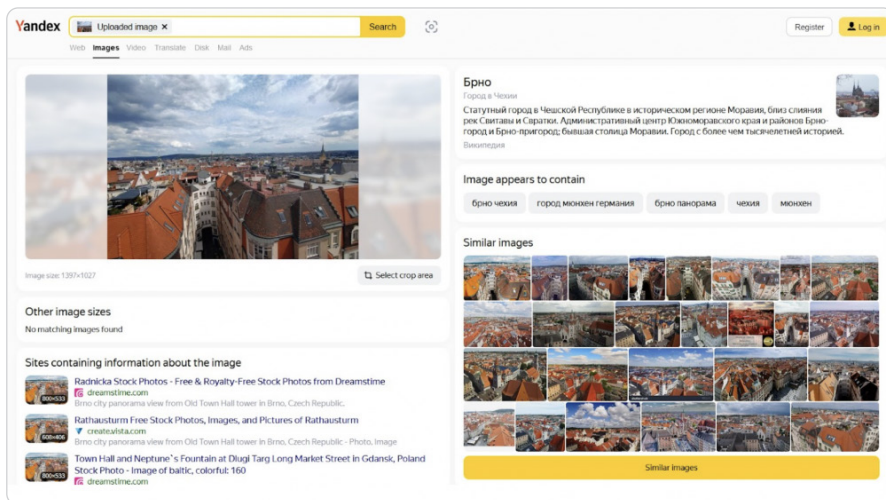 Yandex
Uploaded image ×
Search
Register
Log in
Web Images Video Translate Disk Mail Ads
Image size: 1397×1027
Select crop area
Other image sizes
No matching images found
Sites containing information about the image
Radnicka Stock Photos - Free & Royalty-Free Stock Photos from Dreamstime
dreamstime.com
Brno city panorama view from Old Town Hall tower in Brno, Czech Republic.
800×533
Rathausturm Free Stock Photos, Images, and Pictures of Rathausturm
create.vista.com
Brno city panorama view from Old Town Hall tower in Brno, Czech Republic - Photo, Image
600×406
Town Hall and Neptune`s Fountain at Dlugi Targ Long Market Street in Gdansk, Poland
Stock Photo - Image of baltic, colorful: 160
dreamstime.com
800×533
Брно
Город в Чехии
Статутный город в Чешской Республике в историческом регионе Моравия, близ слияния
рек Свитавы и Свратки. Административный центр Южноморавского края и районов Брно-
город и Брно-пригород; бывшая столица Моравии. Город с более чем тысячелетней историей.
Википедия
Image appears to contain
брно чехия
город мюнхен германия
брно панорама
чехия
мюнхен
Similar images
Similar images